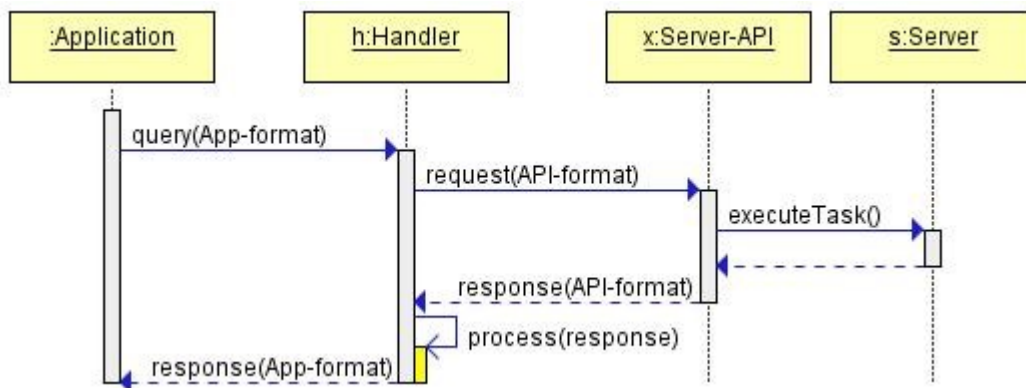 :Application
h:Handler
x:Server-API
s:Server
query(App-format)
request(API-format)
executeTask()
response(API-format)
process(response)
response(App-format)